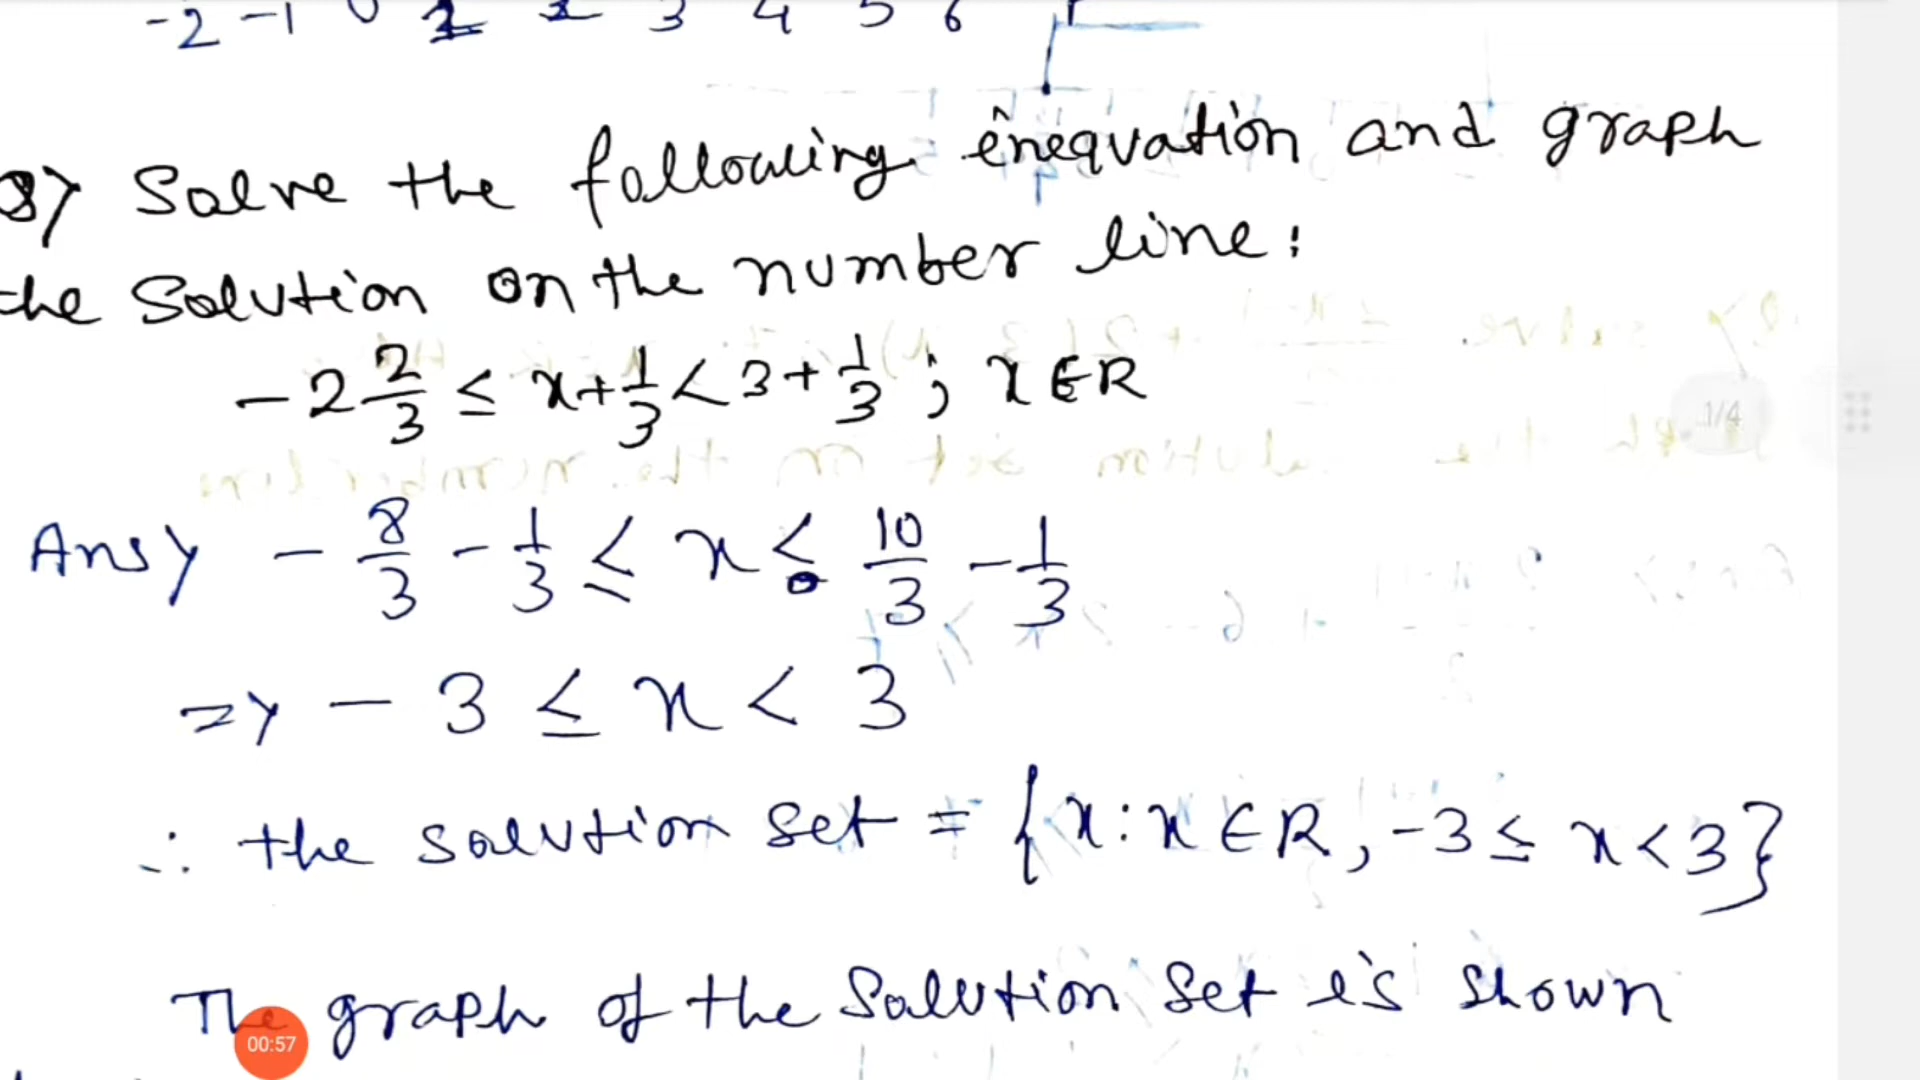 -2 -1 0 1 2 3 4 5 6
8> Solve the following inequation and graph
the Solution on the number line:
-2 2/3 ≤ x+1/3 < 3+1/3 ; x∈R
1/4
Ans> -8/3 - 1/3 ≤ x < 10/3 - 1/3
=> -3 ≤ x < 3
∴ the solution set = {x:x∈R, -3 ≤ x<3}
The graph of the Solution Set is shown
00:57